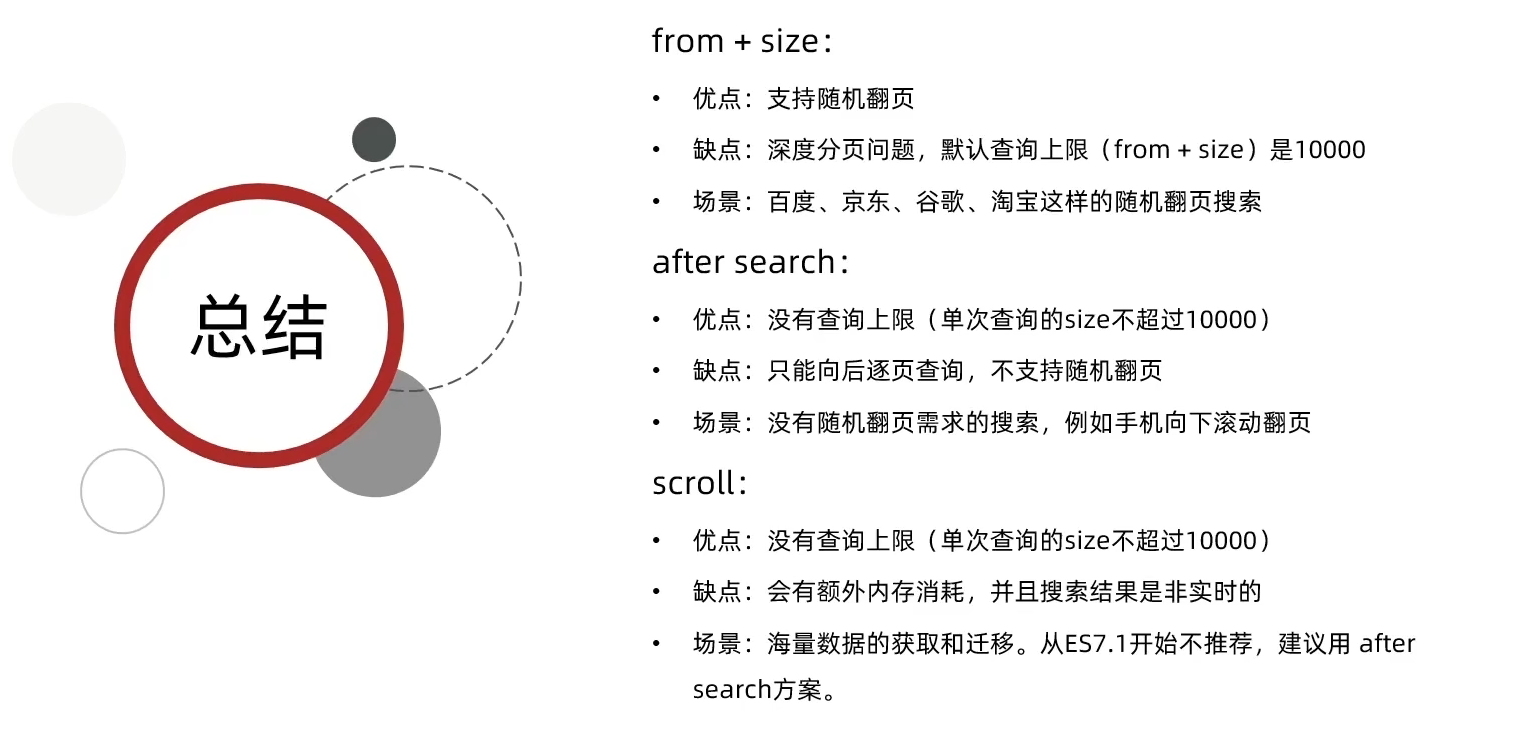 总结
from + size：
• 优点：支持随机翻页
• 缺点：深度分页问题，默认查询上限（from + size）是10000
• 场景：百度、京东、谷歌、淘宝这样的随机翻页搜索
after search：
• 优点：没有查询上限（单次查询的size不超过10000）
• 缺点：只能向后逐页查询，不支持随机翻页
• 场景：没有随机翻页需求的搜索，例如手机向下滚动翻页
scroll：
• 优点：没有查询上限（单次查询的size不超过10000）
• 缺点：会有额外内存消耗，并且搜索结果是非实时的
• 场景：海量数据的获取和迁移。从ES7.1开始不推荐，建议用 after
search方案。